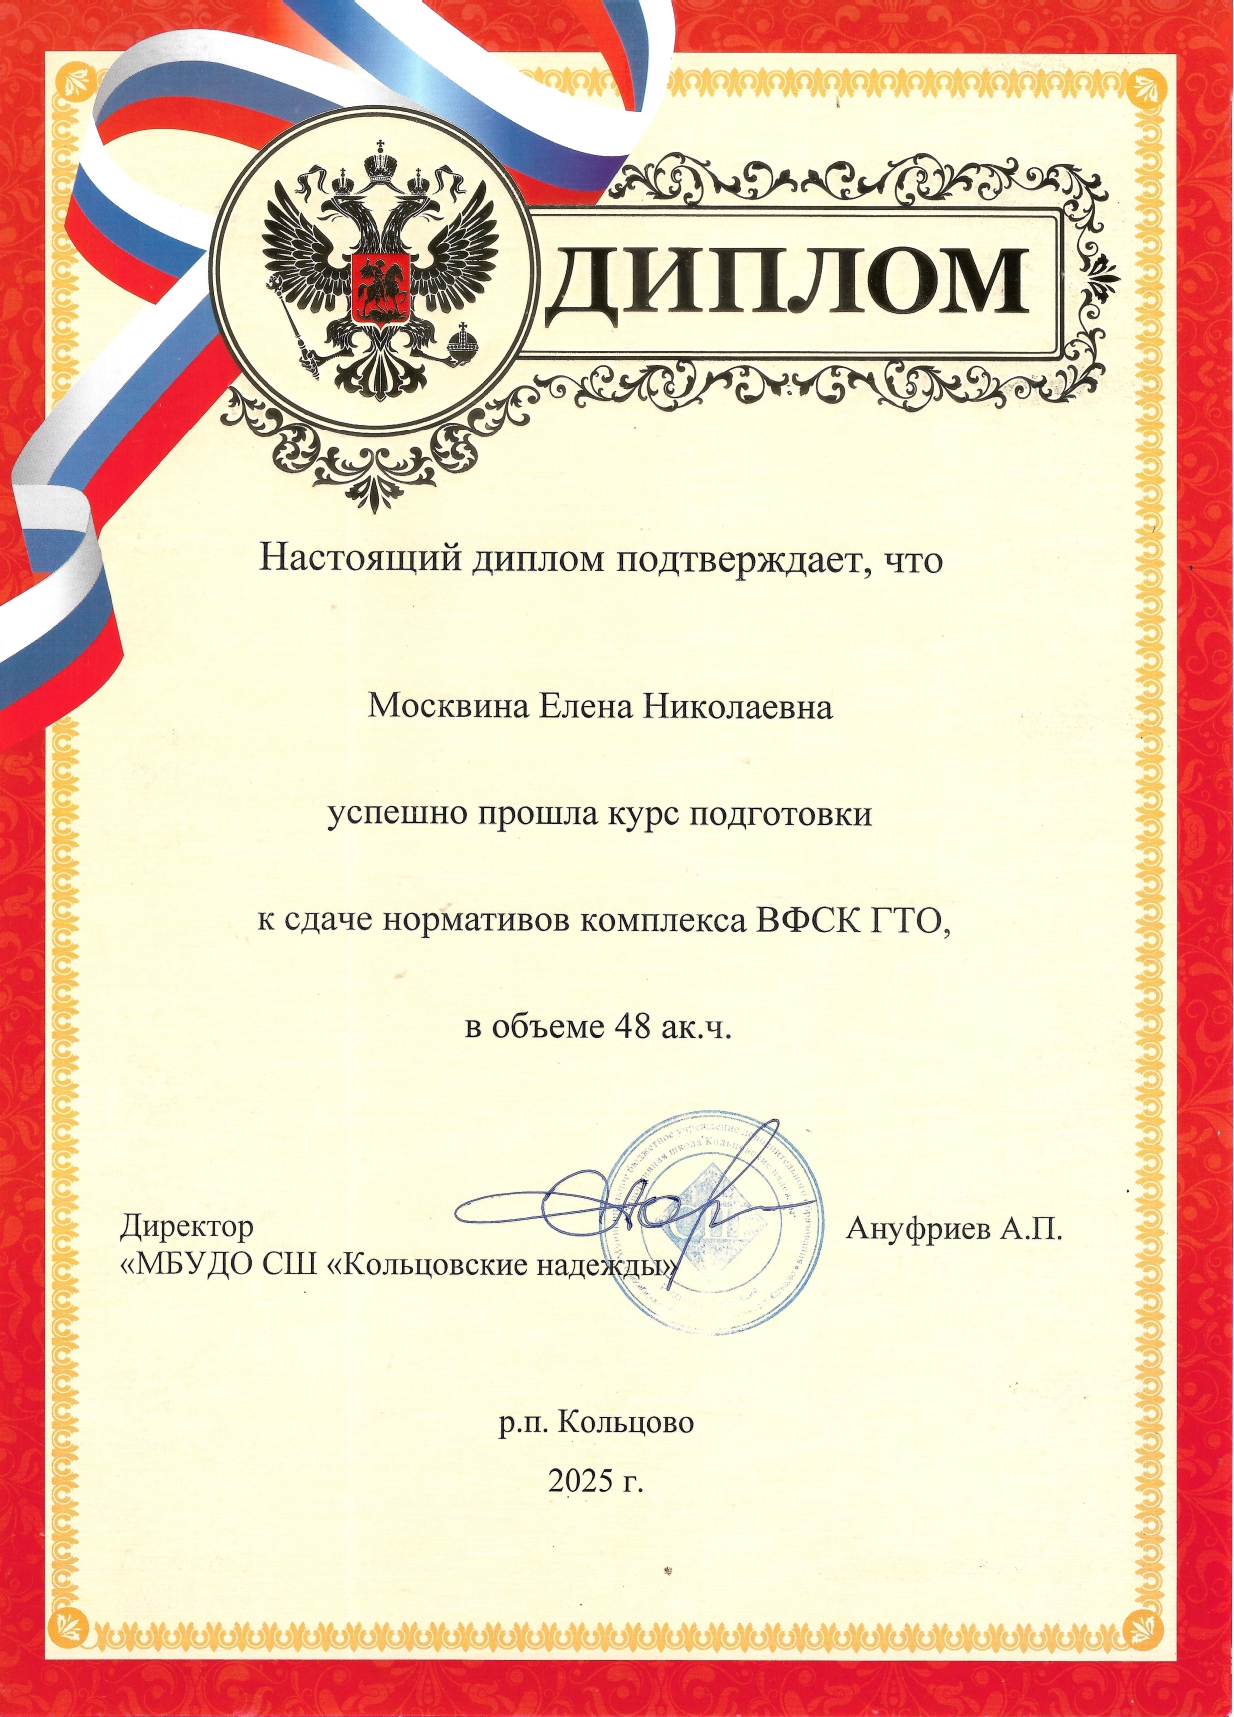 ДИПЛОМ
Настоящий диплом подтверждает, что
Москвина Елена Николаевна
успешно прошла курс подготовки
к сдаче нормативов комплекса ВФСК ГТО,
в объеме 48 ак.ч.
Директор
«МБУДО СШ «Кольцовские надежды»
Ануфриев А.П.
р.п. Кольцово
2025 г.